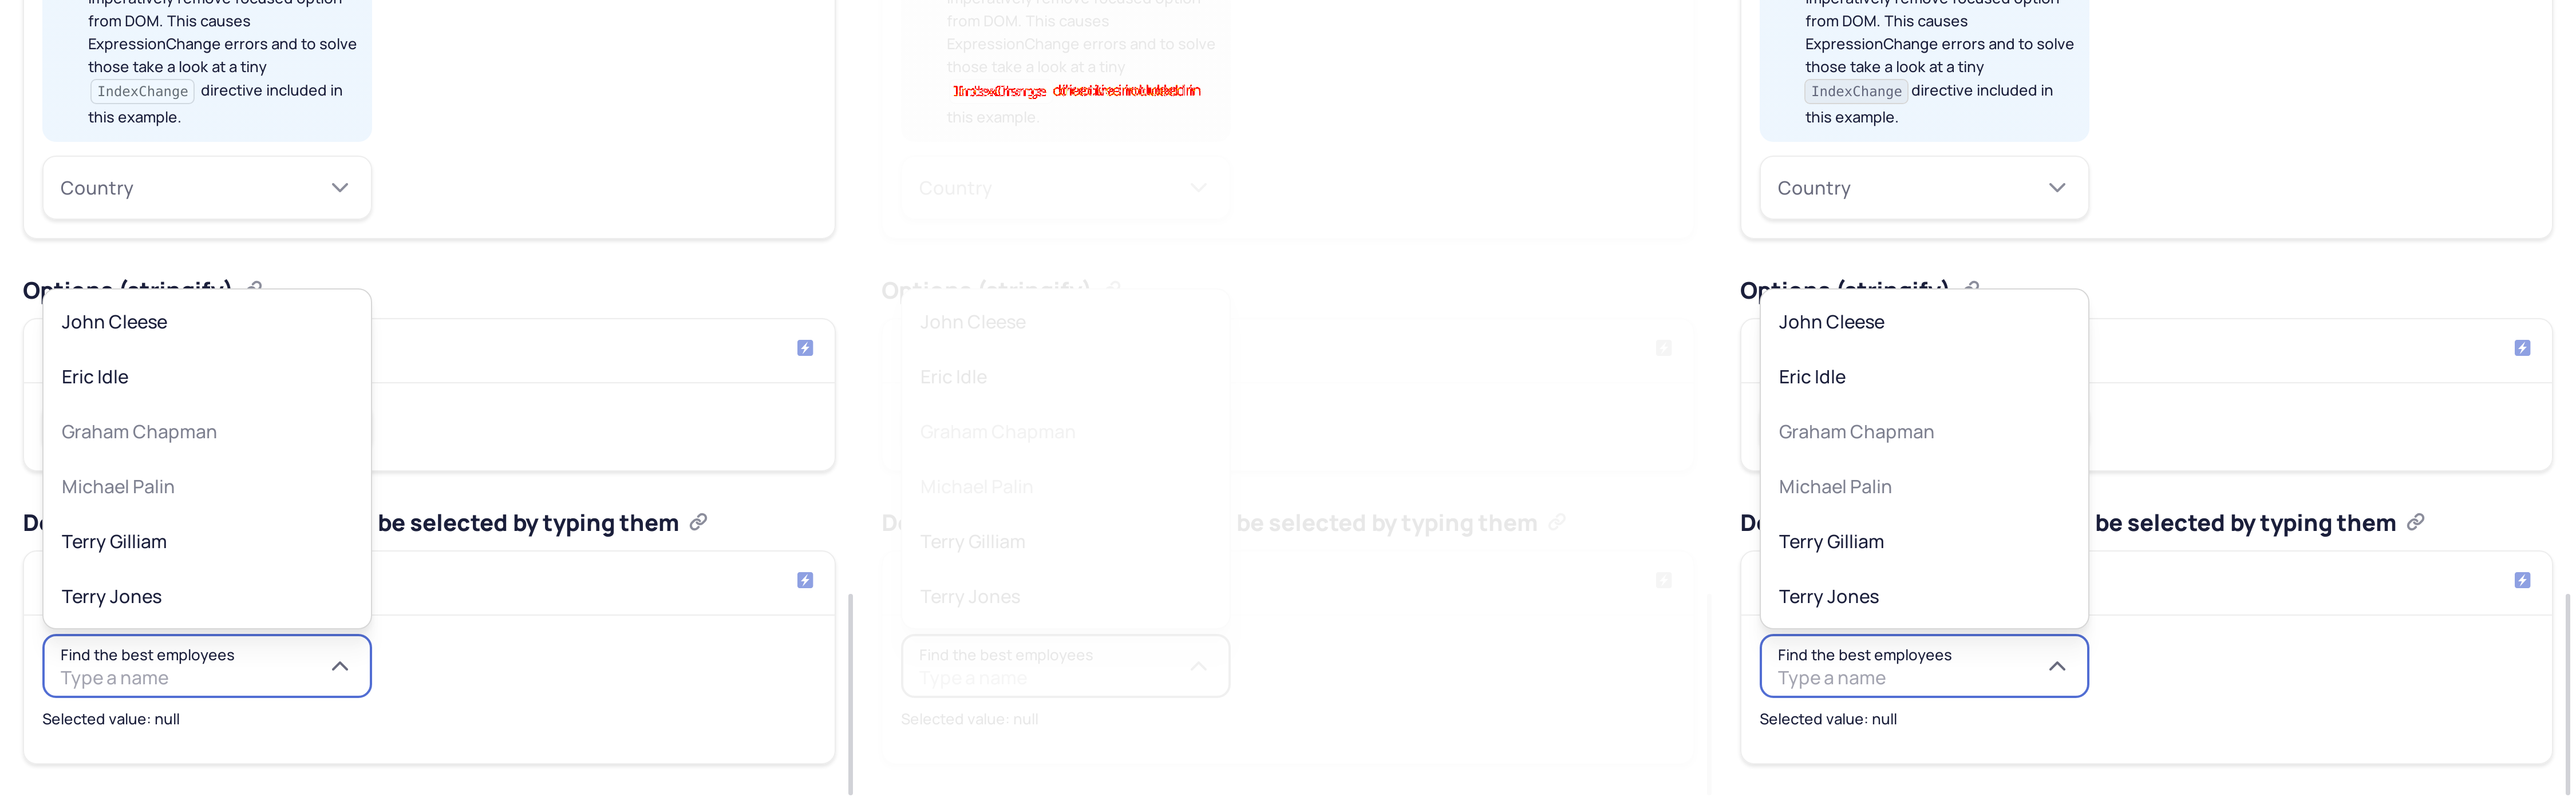 from DOM. This causes
ExpressionChange errors and to solve
those take a look at a tiny
IndexChange directive included in
this example.
Country
Options (stringify)
John Cleese
Eric Idle
Graham Chapman
Michael Palin
Terry Gilliam
Terry Jones
be selected by typing them
Find the best employees
Type a name
Selected value: null
from DOM. This causes
ExpressionChange errors and to solve
those take a look at a tiny
this example.
Country
Options (stringify)
John Cleese
Eric Idle
Graham Chapman
Michael Palin
Terry Gilliam
Terry Jones
be selected by typing them
Find the best employees
Type a name
Selected value: null
imperatively remove focused option
from DOM. This causes
ExpressionChange errors and to solve
those take a look at a tiny
IndexChange directive included in
this example.
Country
Options (stringify)
John Cleese
Eric Idle
Graham Chapman
Michael Palin
Terry Gilliam
Terry Jones
be selected by typing them
Find the best employees
Type a name
Selected value: null